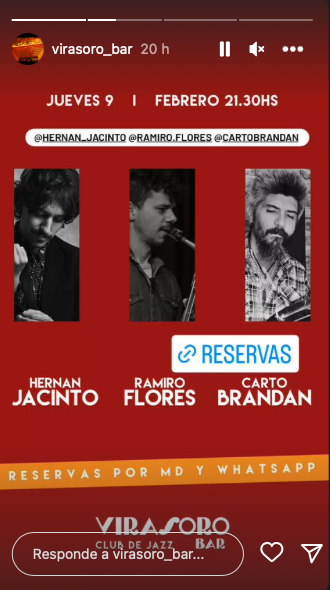 virasoro_bar 20 h
JUEVES 9 | FEBRERO 21.30HS
@HERNAN_JACINTO @RAMIRO.FLORES @CARTOBRANDAN
RESERVAS
HERNAN JACINTO
RAMIRO FLORES
CARTO BRANDAN
RESERVAS POR MD Y WHATSAPP
VIRASORO
CLUB DE JAZZ BAR
Responde a virasoro_bar...